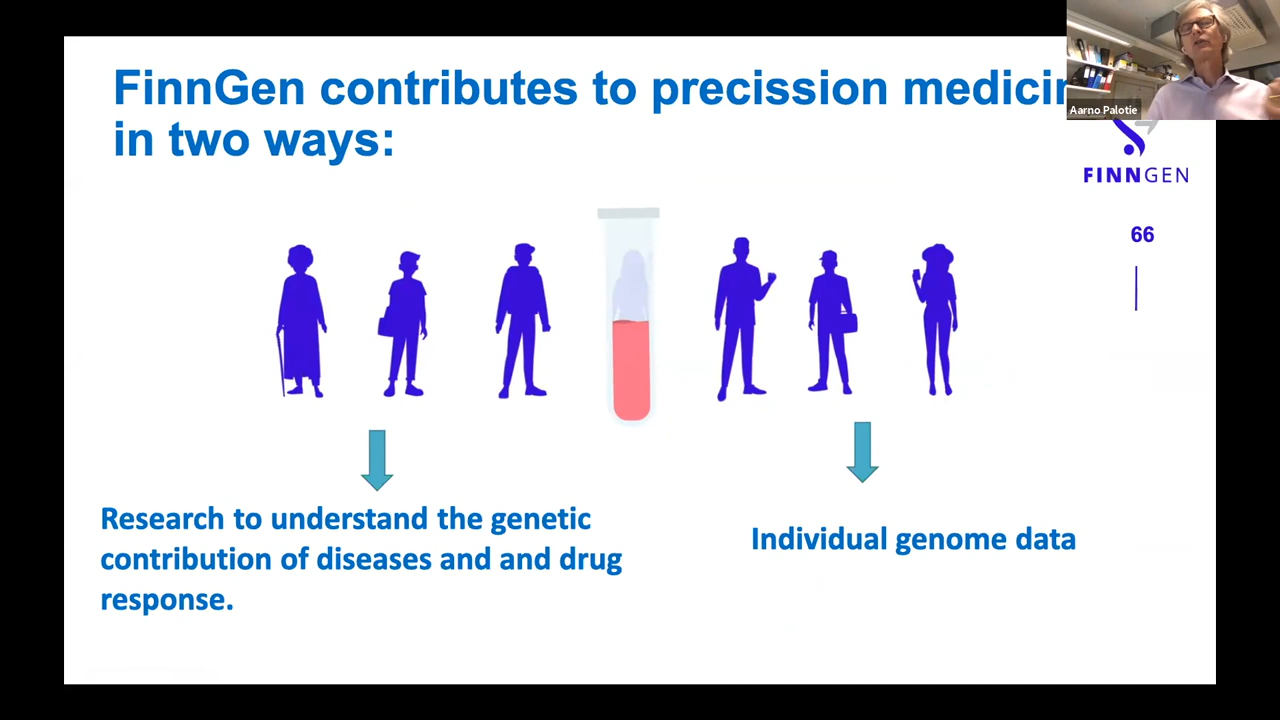 FinnGen contributes to precission medicin
in two ways:
Aarno Palotie
FINNGEN
66
Research to understand the genetic
contribution of diseases and and drug
response.
Individual genome data